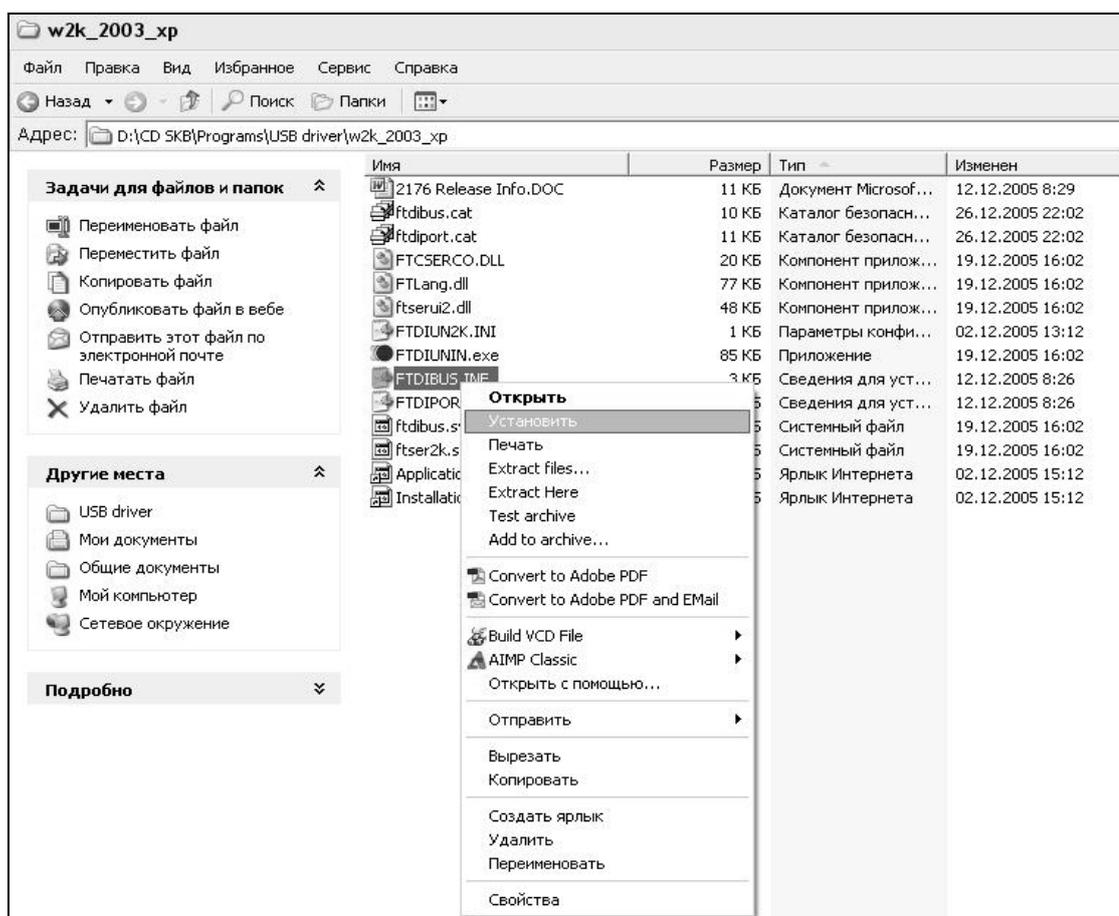 w2k_2003_xp
Файл Правка Вид Избранное Сервис Справка
Назад Поиск Папки
Адрес: D:\CD SKB\Programs\USB driver\w2k_2003_xp
Задачи для файлов и папок
Переименовать файл
Переместить файл
Копировать файл
Опубликовать файл в вебе
Отправить этот файл по
электронной почте
Печатать файл
Удалить файл
Другие места
USB driver
Мои документы
Общие документы
Мой компьютер
Сетевое окружение
Подробно
Имя Размер Тип Изменен
2176 Release Info.DOC 11 КБ Документ Microsof... 12.12.2005 8:29
ftdibus.cat 10 КБ Каталог безопасн... 26.12.2005 22:02
ftdiport.cat 11 КБ Каталог безопасн... 26.12.2005 22:02
FTCSERCO.DLL 20 КБ Компонент прилож... 19.12.2005 16:02
FTLang.dll 77 КБ Компонент прилож... 19.12.2005 16:02
ftserui2.dll 48 КБ Компонент прилож... 19.12.2005 16:02
FTDIUN2K.INI 1 КБ Параметры конфи... 02.12.2005 13:12
FTDIUNIN.exe 85 КБ Приложение 19.12.2005 16:02
FTDIBUS.INF 3 КБ Сведения для уст... 12.12.2005 8:26
FTDIPOR Сведения для уст... 12.12.2005 8:26
ftdibus.s Системный файл 19.12.2005 16:02
ftser2k.s Системный файл 19.12.2005 16:02
Applicatio Ярлык Интернета 02.12.2005 15:12
Installatio Ярлык Интернета 02.12.2005 15:12
Открыть
Установить
Печать
Extract files...
Extract Here
Test archive
Add to archive...
Convert to Adobe PDF
Convert to Adobe PDF and EMail
Build VCD File
AIMP Classic
Открыть с помощью...
Отправить
Вырезать
Копировать
Создать ярлык
Удалить
Переименовать
Свойства